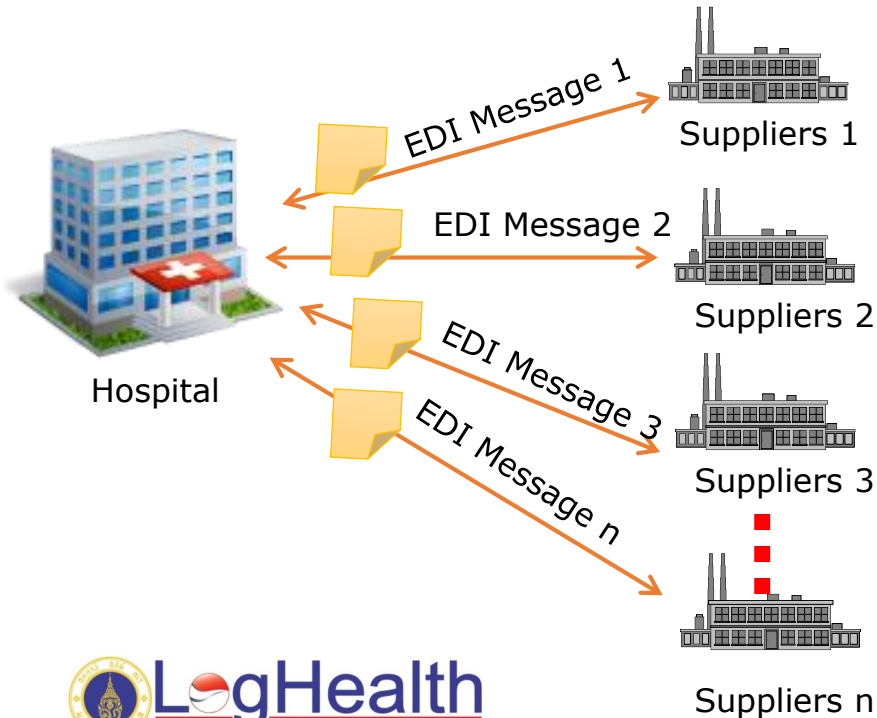 EDI Message 1
Suppliers 1
EDI Message 2
Suppliers 2
Hospital
EDI Message 3
Suppliers 3
EDI Message n
Suppliers n
LogHealth